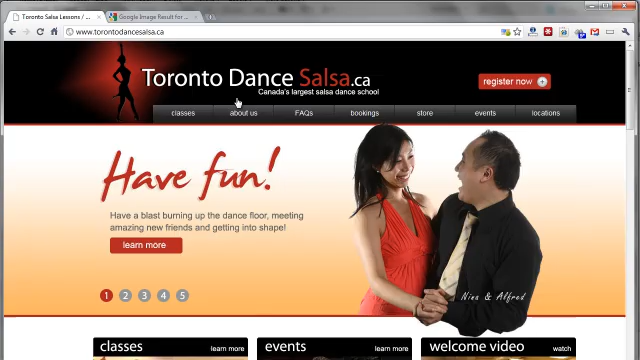 Toronto Salsa Lessons / ...
Google Image Result for ...
www.torontodancesalsa.ca
Toronto Dance Salsa.ca
Canada's largest salsa dance school
register now
classes about us FAQs bookings store events locations
Have fun!
Have a blast burning up the dance floor, meeting
amazing new friends and getting into shape!
learn more
Nina & Alfred
1 2 3 4 5
classes learn more events learn more welcome video watch